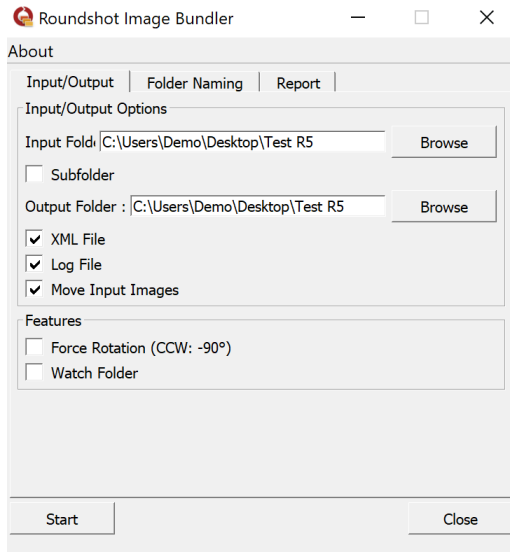 Roundshot Image Bundler
About
Input/Output Folder Naming Report
Input/Output Options
Input Fold C:\Users\Demo\Desktop\Test R5 Browse
Subfolder
Output Folder : C:\Users\Demo\Desktop\Test R5 Browse
XML File
Log File
Move Input Images
Features
Force Rotation (CCW: -90°)
Watch Folder
Start Close